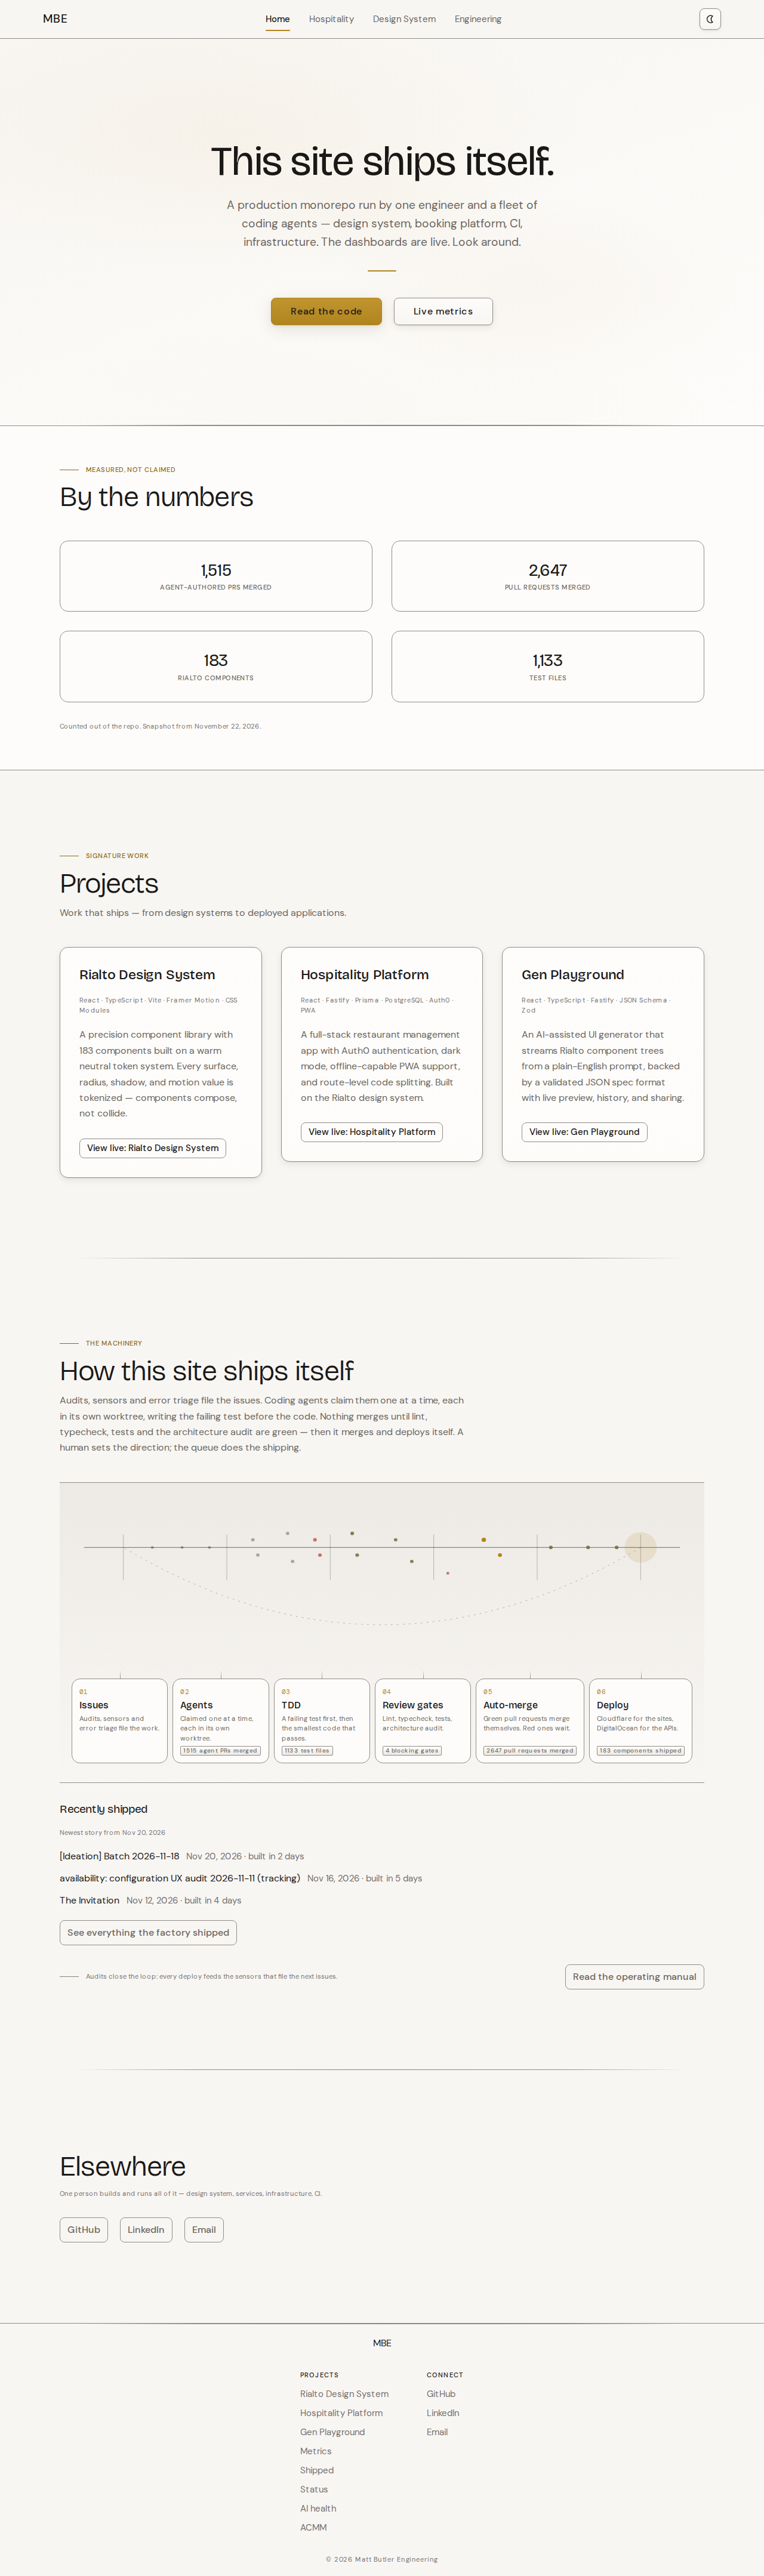 MBE
Home
Hospitality
Design System
Engineering
This site ships itself.
A production monorepo run by one engineer and a fleet of
coding agents — design system, booking platform, CI,
infrastructure. The dashboards are live. Look around.
Read the code
Live metrics
MEASURED, NOT CLAIMED
By the numbers
1,515
AGENT-AUTHORED PRS MERGED
2,647
PULL REQUESTS MERGED
183
RIALTO COMPONENTS
1,133
TEST FILES
Counted out of the repo. Snapshot from November 22, 2026.
SIGNATURE WORK
Projects
Work that ships — from design systems to deployed applications.
Rialto Design System
React · TypeScript · Vite · Framer Motion · CSS
Modules
A precision component library with
183 components built on a warm
neutral token system. Every surface,
radius, shadow, and motion value is
tokenized — components compose,
not collide.
View live: Rialto Design System
Hospitality Platform
React · Fastify · Prisma · PostgreSQL · Auth0 ·
PWA
A full-stack restaurant management
app with Auth0 authentication, dark
mode, offline-capable PWA support,
and route-level code splitting. Built
on the Rialto design system.
View live: Hospitality Platform
Gen Playground
React · TypeScript · Fastify · JSON Schema ·
Zod
An AI-assisted UI generator that
streams Rialto component trees
from a plain-English prompt, backed
by a validated JSON spec format
with live preview, history, and sharing.
View live: Gen Playground
THE MACHINERY
How this site ships itself
Audits, sensors and error triage file the issues. Coding agents claim them one at a time, each
in its own worktree, writing the failing test before the code. Nothing merges until lint,
typecheck, tests and the architecture audit are green — then it merges and deploys itself. A
human sets the direction; the queue does the shipping.
01
Issues
Audits, sensors and
error triage file the work.
02
Agents
Claimed one at a time,
each in its own
worktree.
1515 agent PRs merged
03
TDD
A failing test first, then
the smallest code that
passes.
1133 test files
04
Review gates
Lint, typecheck, tests,
architecture audit.
4 blocking gates
05
Auto-merge
Green pull requests merge
themselves. Red ones wait.
2647 pull requests merged
06
Deploy
Cloudflare for the sites,
DigitalOcean for the APIs.
183 components shipped
Recently shipped
Newest story from Nov 20, 2026
[Ideation] Batch 2026-11-18 Nov 20, 2026 · built in 2 days
availability: configuration UX audit 2026-11-11 (tracking) Nov 16, 2026 · built in 5 days
The Invitation Nov 12, 2026 · built in 4 days
See everything the factory shipped
Audits close the loop: every deploy feeds the sensors that file the next issues.
Read the operating manual
Elsewhere
One person builds and runs all of it — design system, services, infrastructure, CI.
GitHub
LinkedIn
Email
MBE
PROJECTS
Rialto Design System
Hospitality Platform
Gen Playground
Metrics
Shipped
Status
AI health
ACMM
CONNECT
GitHub
LinkedIn
Email
© 2026 Matt Butler Engineering